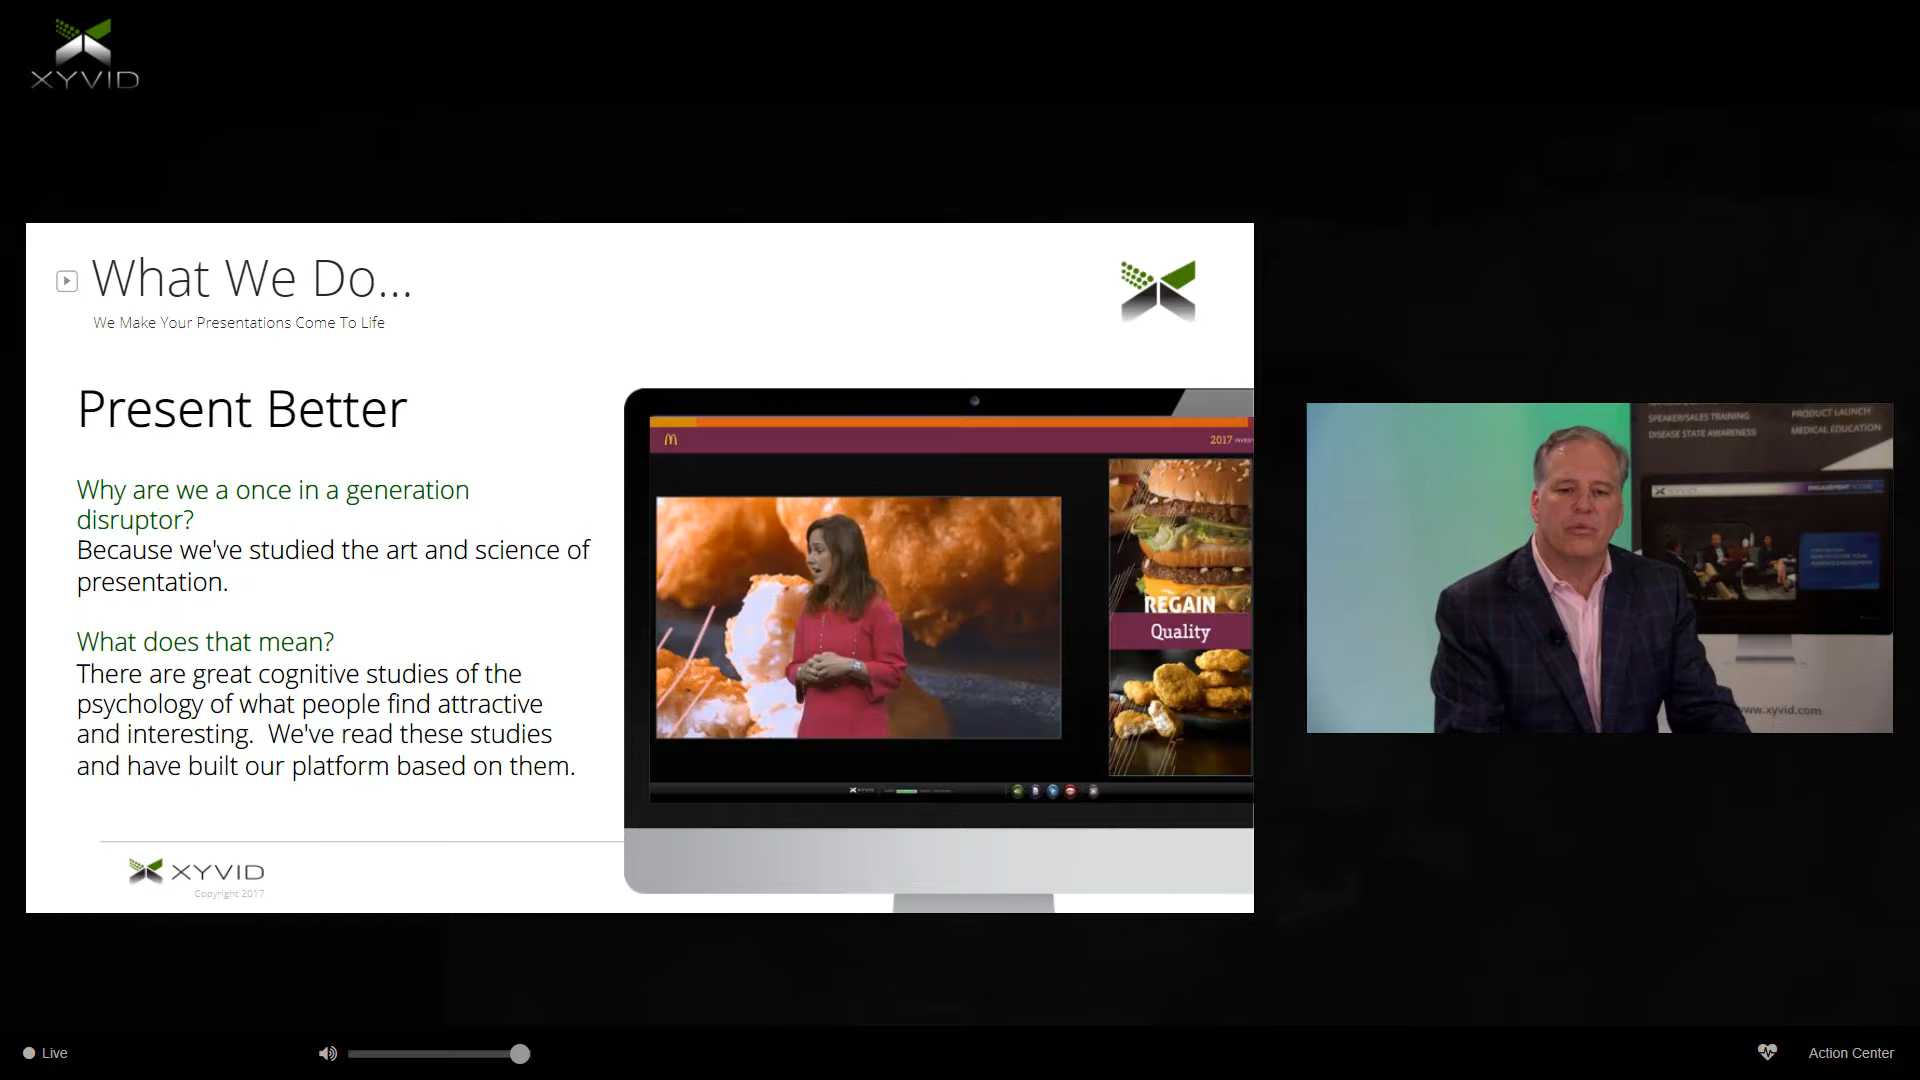 XYVID
What We Do...
We Make Your Presentations Come To Life
Present Better
Why are we a once in a generation
disruptor?
Because we've studied the art and science of
presentation.
What does that mean?
There are great cognitive studies of the
psychology of what people find attractive
and interesting. We've read these studies
and have built our platform based on them.
XYVID
Copyright 2017
2017
REGAIN
Quality
XYVID
SPEAKER/SALES TRAINING
DISEASE STATE AWARENESS
PRODUCT LAUNCH
MEDICAL EDUCATION
XYVID
ENGAGEMENT
www.xyvid.com
Live
Action Center